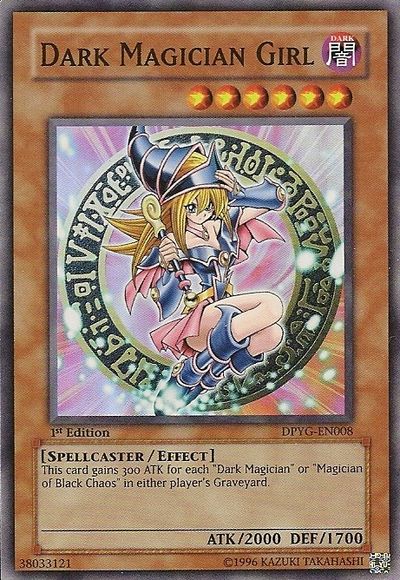 DARK MAGICIAN GIRL
DARK
闇
1st Edition
DPYG-EN008
[SPELLCASTER / EFFECT]
This card gains 300 ATK for each "Dark Magician" or "Magician
of Black Chaos" in either player's Graveyard.
ATK/2000 DEF/1700
38033121
©1996 KAZUKI TAKAHASHI